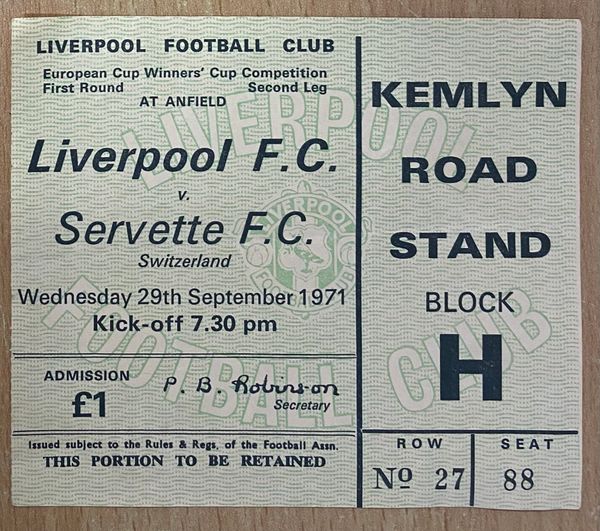 LIVERPOOL FOOTBALL CLUB
European Cup Winners' Cup Competition
First Round Second Leg
AT ANFIELD
Liverpool F.C.
v.
Servette F.C.
Switzerland
Wednesday 29th September 1971
Kick-off 7.30 pm
ADMISSION
£1
P. B. Robinson
Secretary
Issued subject to the Rules & Regs, of the Football Assn.
THIS PORTION TO BE RETAINED
KEMLYN
ROAD
STAND
BLOCK
H
ROW SEAT
Nº 27 88
LIVERPOOL
FOOTBALL CLUB
LIVERPOOL